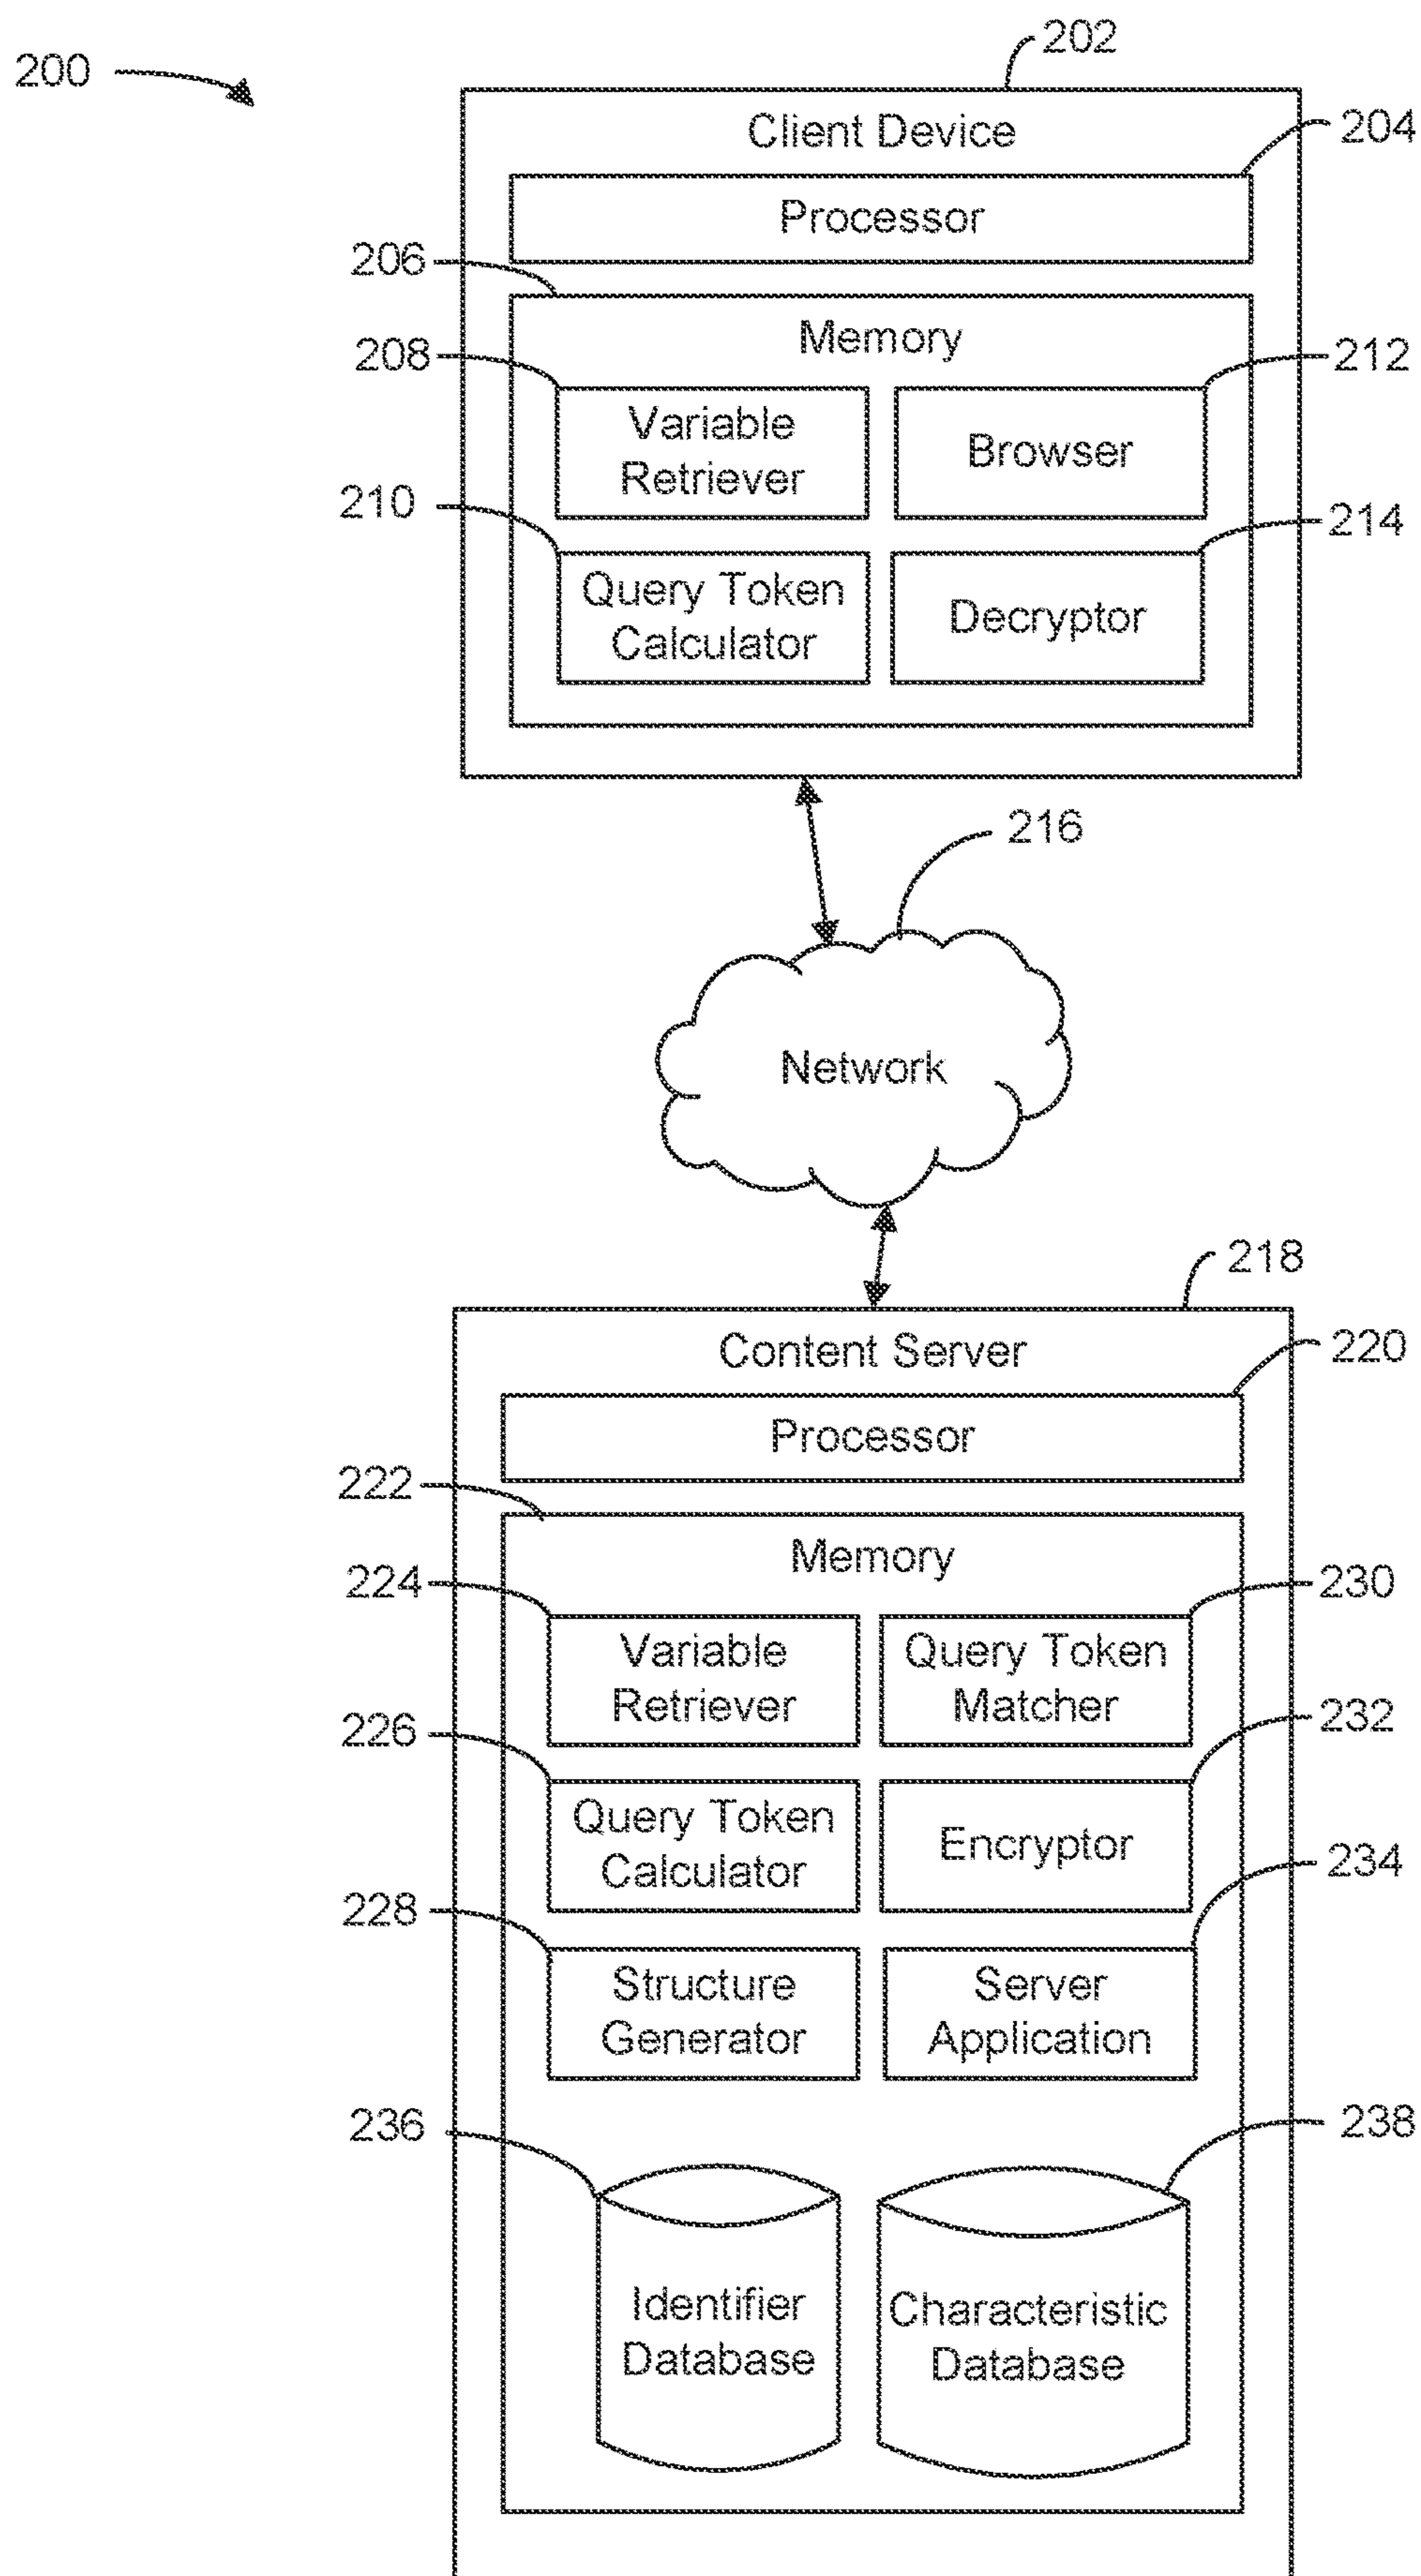 200
202
Client Device
204
Processor
206
Memory
208
212
Variable
Retriever
Browser
210
214
Query Token
Calculator
Decryptor
216
Network
218
Content Server
220
Processor
222
Memory
224
230
Variable
Retriever
Query Token
Matcher
226
232
Query Token
Calculator
Encryptor
234
228
Structure
Generator
Server
Application
236
238
Identifier
Database
Characteristic
Database